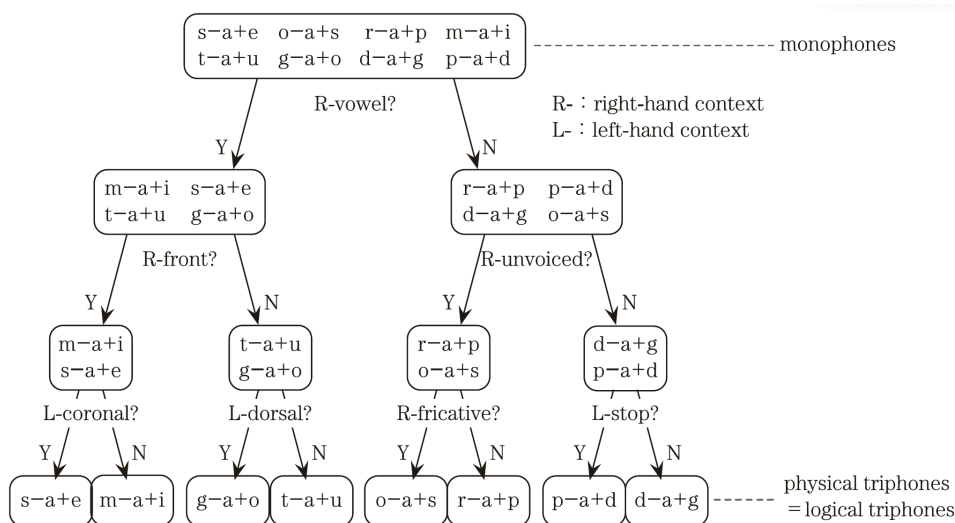 s−a+e o−a+s r−a+p m−a+i
t−a+u g−a+o d−a+g p−a+d
monophones
R-vowel?
R- : right-hand context
L- : left-hand context
Y N
m−a+i s−a+e
t−a+u g−a+o
r−a+p p−a+d
d−a+g o−a+s
R-front? R-unvoiced?
Y N Y N
m−a+i
s−a+e
t−a+u
g−a+o
r−a+p
o−a+s
d−a+g
p−a+d
L-coronal? L-dorsal? R-fricative? L-stop?
Y N Y N Y N Y N
s−a+e m−a+i g−a+o t−a+u o−a+s r−a+p p−a+d d−a+g
physical triphones
= logical triphones